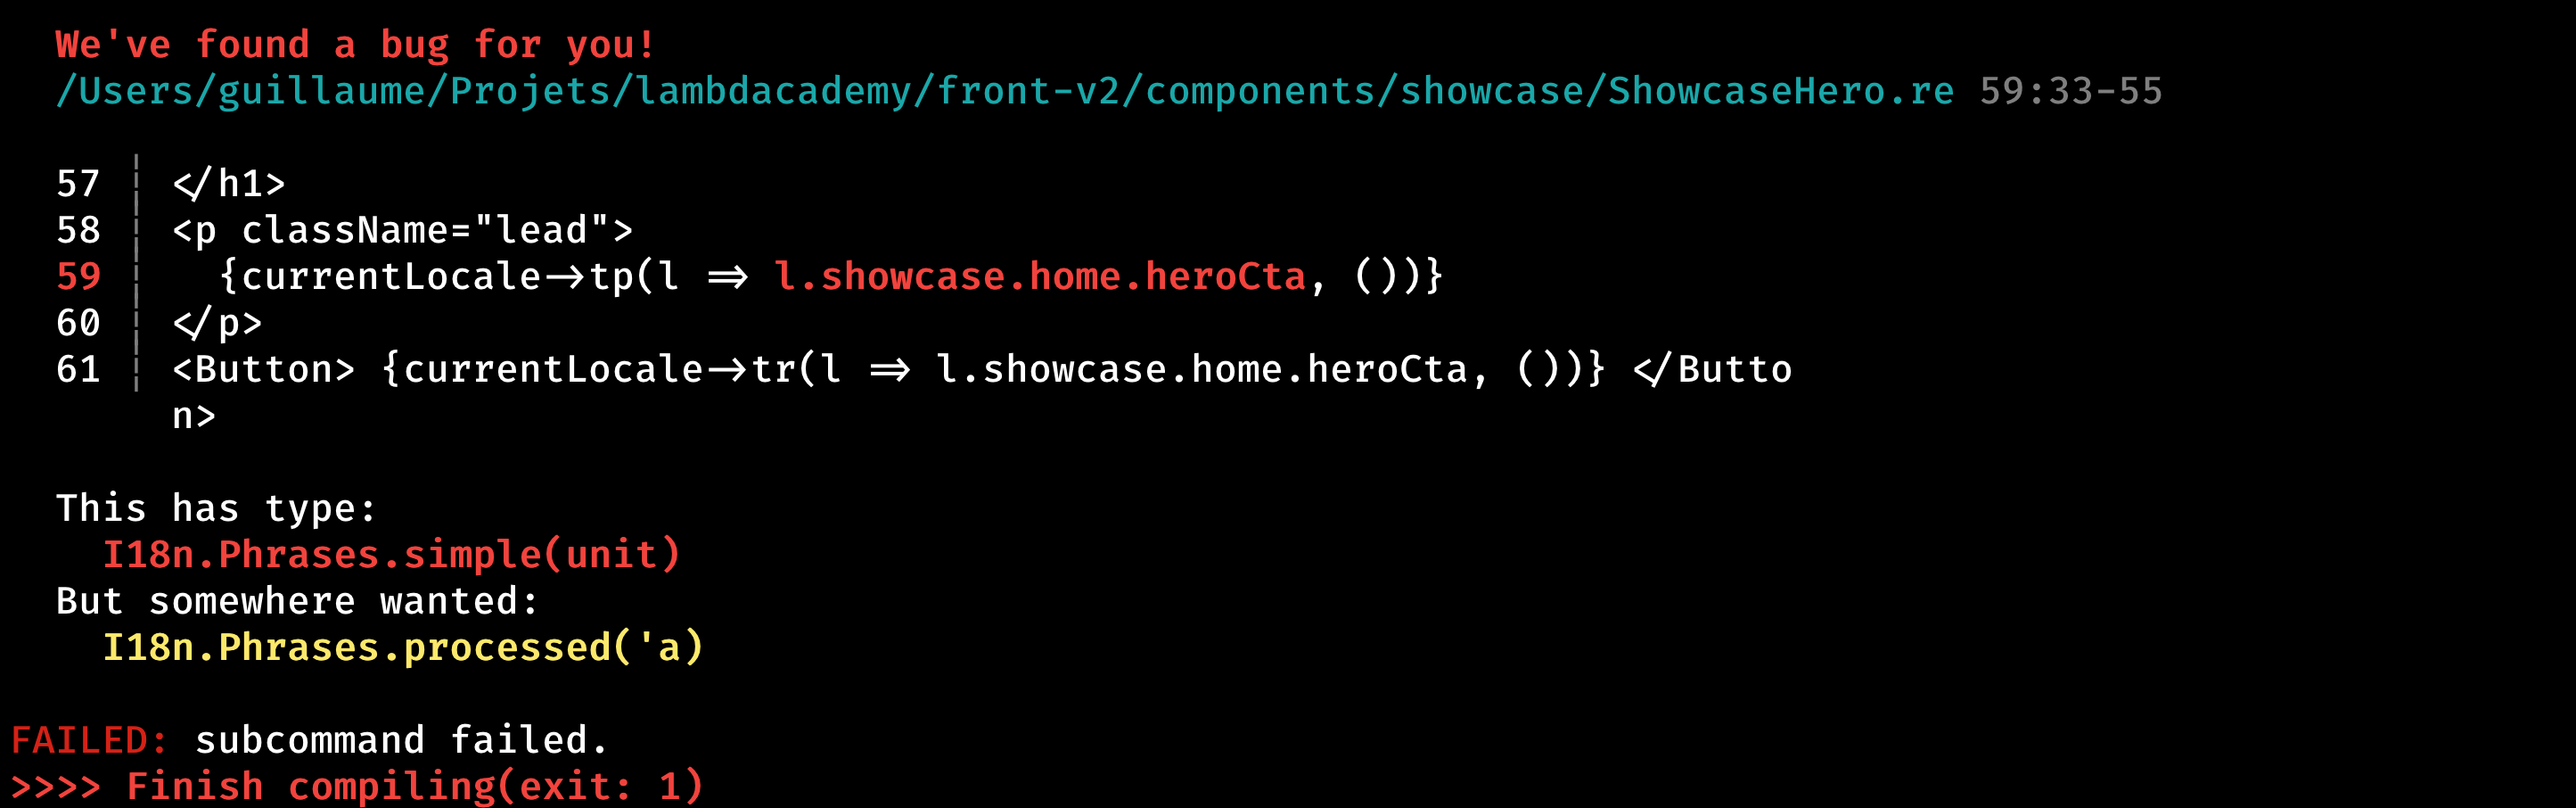 We've found a bug for you!
/Users/guillaume/Projets/lambdacademy/front-v2/components/showcase/ShowcaseHero.re 59:33-55
57 ┆ </h1>
58 ┆ <p className="lead">
59 ┆   {currentLocale->tp(l => l.showcase.home.heroCta, ())}
60 ┆ </p>
61 ┆ <Button> {currentLocale->tr(l => l.showcase.home.heroCta, ())} </Butto
n>
This has type:
I18n.Phrases.simple(unit)
But somewhere wanted:
I18n.Phrases.processed('a)
FAILED: subcommand failed.
>>>> Finish compiling(exit: 1)